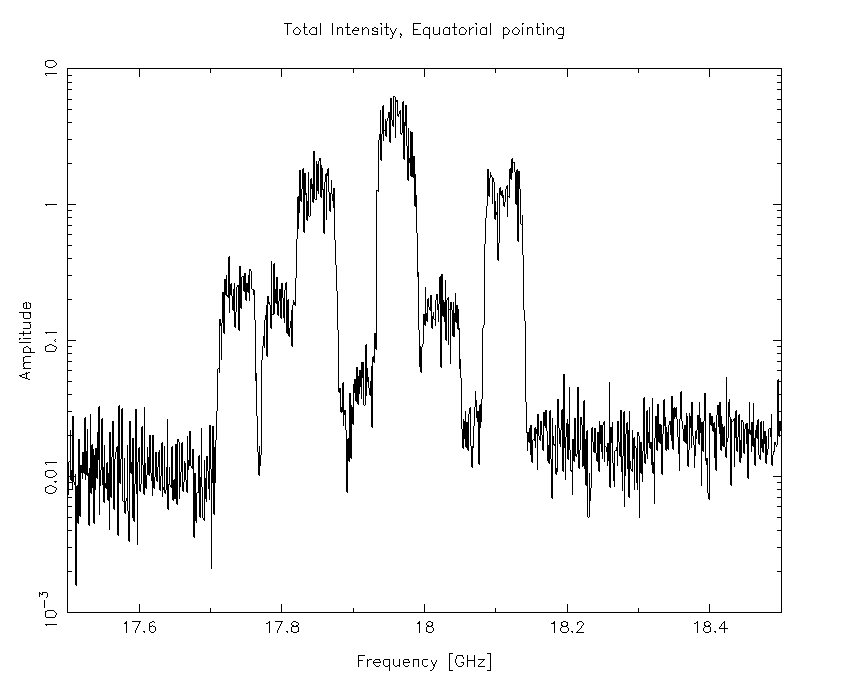 Total Intensity, Equatorial pointing
10
1
0.1
0.01
10⁻³
Amplitude
17.6 17.8 18 18.2 18.4
Frequency [GHz]